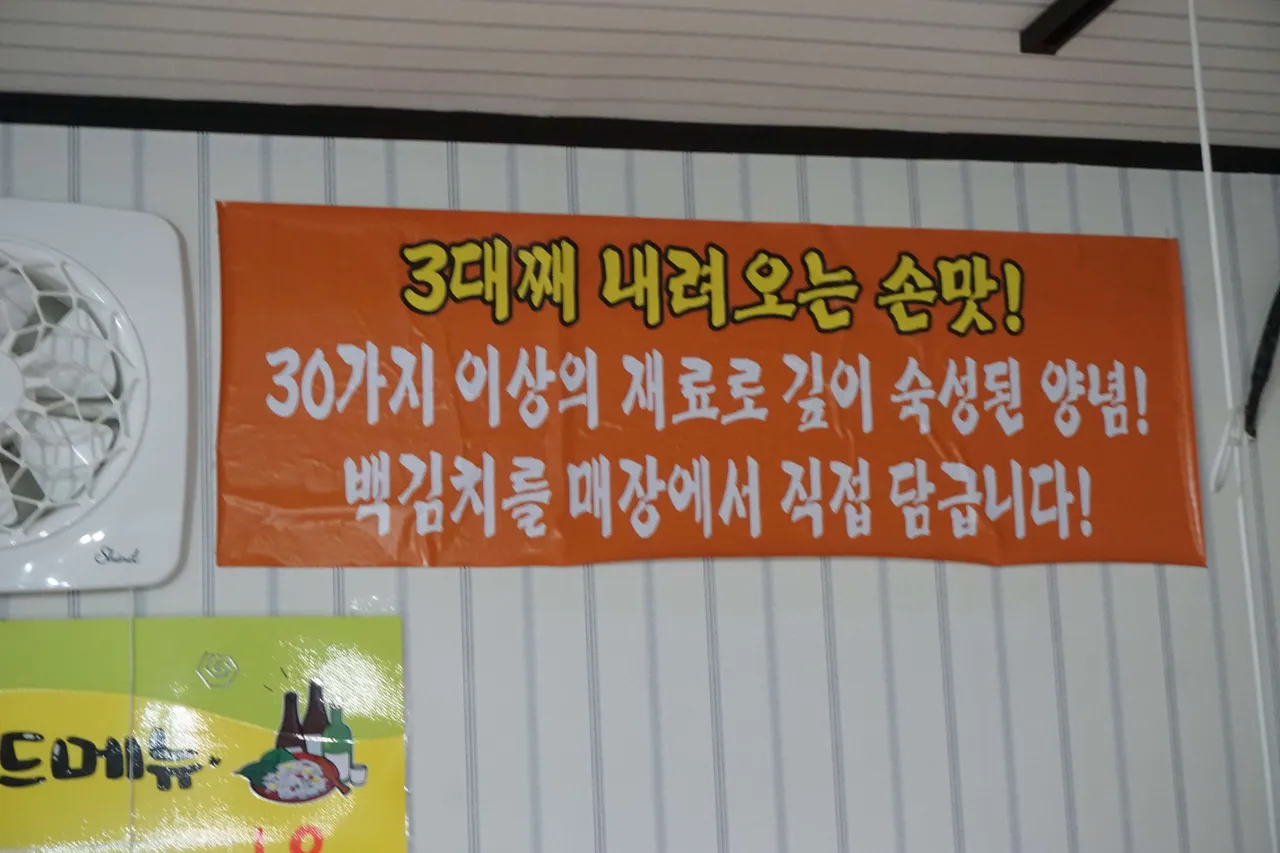 3대째 내려오는 손맛!
30가지 이상의 재료로 깊이 숙성된 양념!
백김치를 매장에서 직접 담급니다!
Shinil
드메뉴